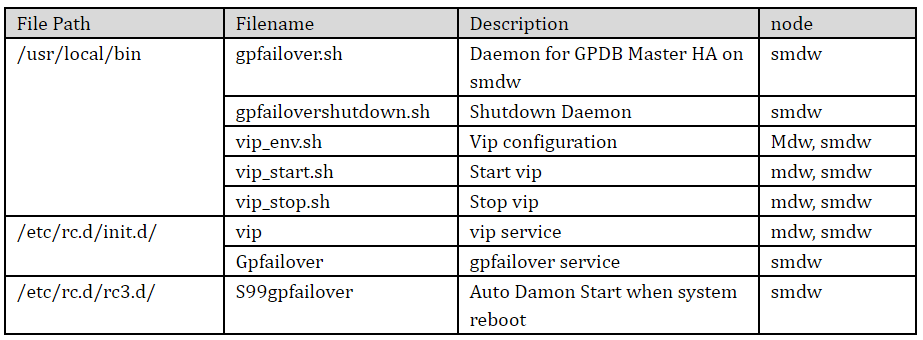 File Path Filename Description node
/usr/local/bin gpfailover.sh Daemon for GPDB Master HA on smdw
smdw
gpfailovershutdown.sh Shutdown Daemon smdw
vip_env.sh Vip configuration Mdw, smdw
vip_start.sh Start vip mdw, smdw
vip_stop.sh Stop vip mdw, smdw
/etc/rc.d/init.d/ vip vip service mdw, smdw
Gpfailover gpfailover service smdw
/etc/rc.d/rc3.d/ S99gpfailover Auto Damon Start when system smdw
reboot